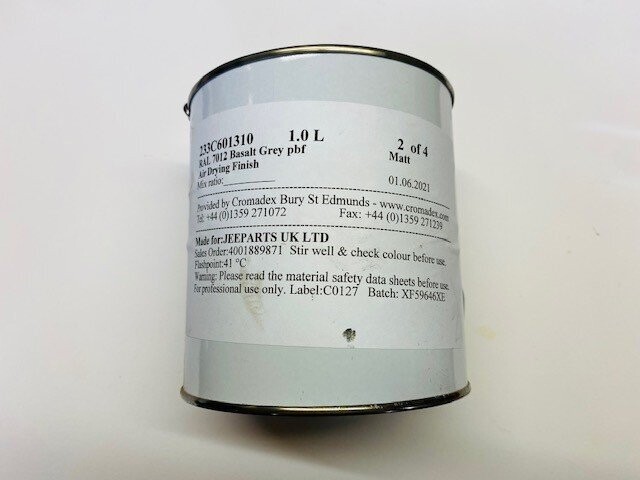 233C601310 1.0 L 2 of 4
RAL 7012 Basalt Grey pbf Matt
Air Drying Finish
Mix ratio:__________ 01.06.2021
Provided by Cromadex Bury St Edmunds - www.cromadex.com
Tel: +44 (0)1359 271072 Fax: +44 (0)1359 271239
Made for:JEEPARTS UK LTD
Sales Order:4001889871 Stir well & check colour before use.
Flashpoint:41 °C
Warning: Please read the material safety data sheets before use.
For professional use only. Label:C0127 Batch: XF59646XE